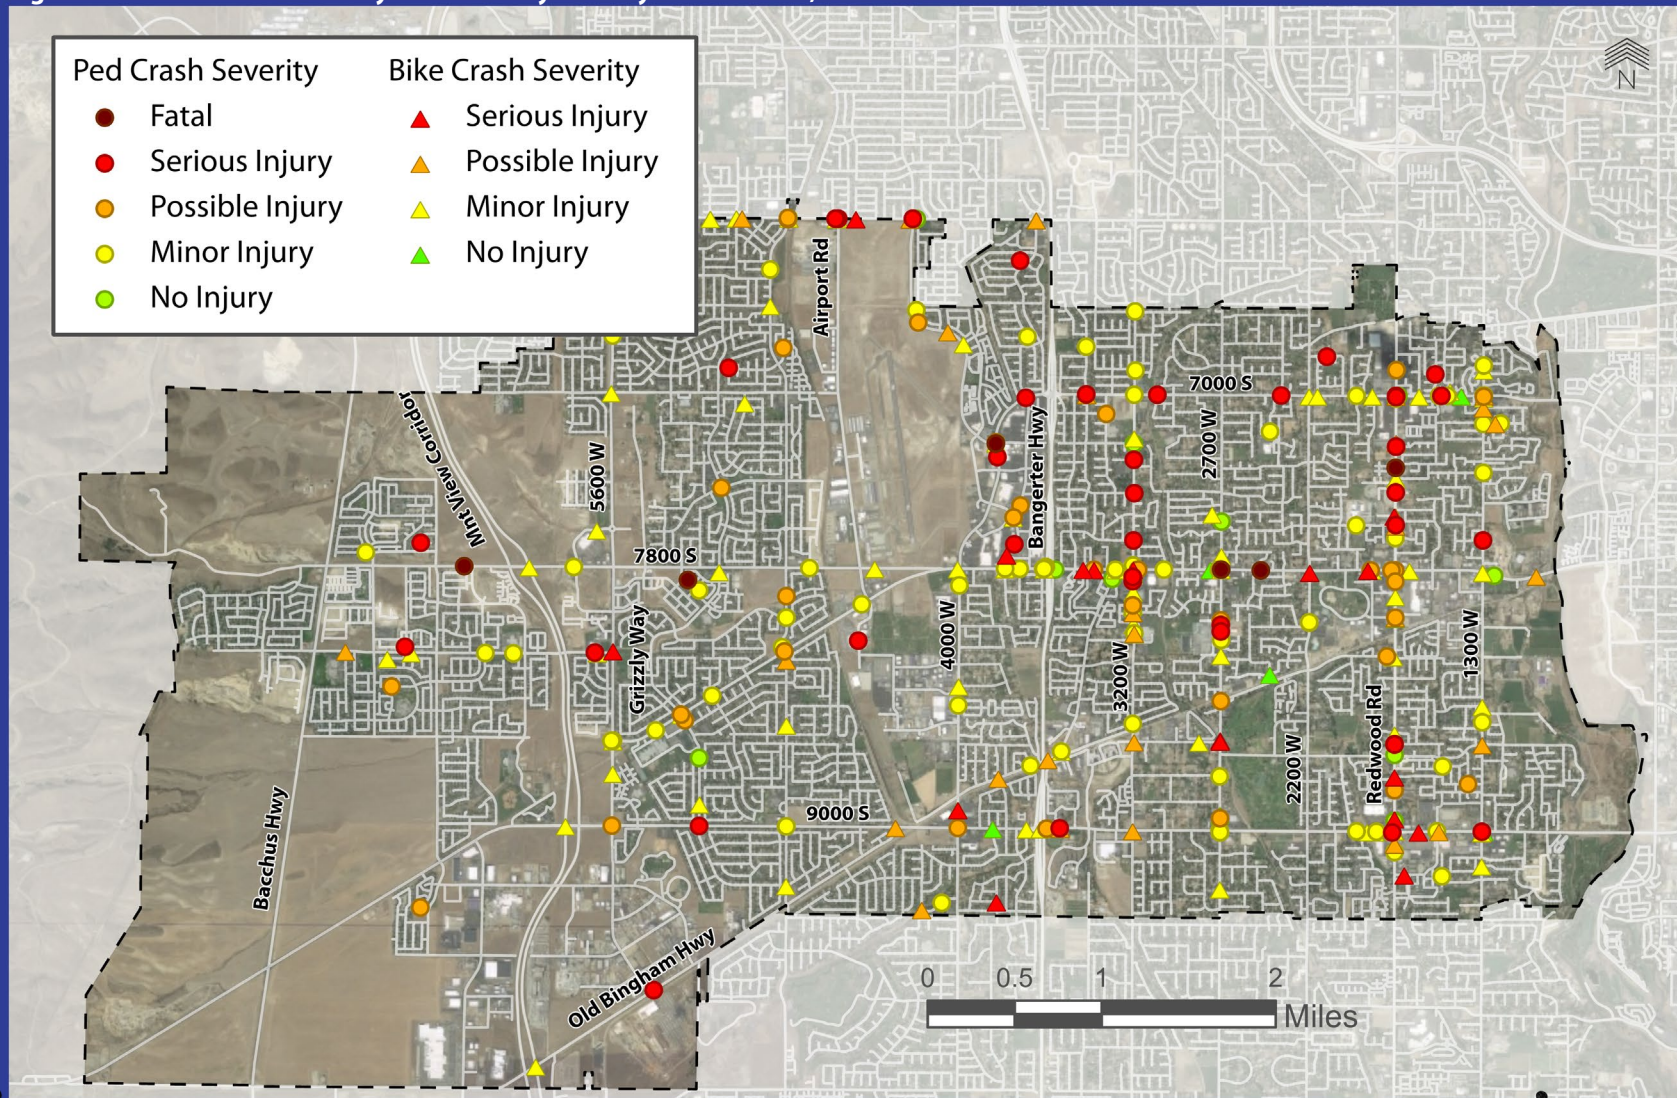 Ped Crash Severity
Bike Crash Severity
Fatal
Serious Injury
Serious Injury
Possible Injury
Possible Injury
Minor Injury
Minor Injury
No Injury
No Injury
N
Airport Rd
7000 S
Mnt View Corridor
5600 W
2700 W
Bangerter Hwy
7800 S
Grizzly Way
4000 W
3200 W
1300 W
Redwood Rd
2200 W
9000 S
Bacchus Hwy
Old Bingham Hwy
0 0.5 1 2
Miles